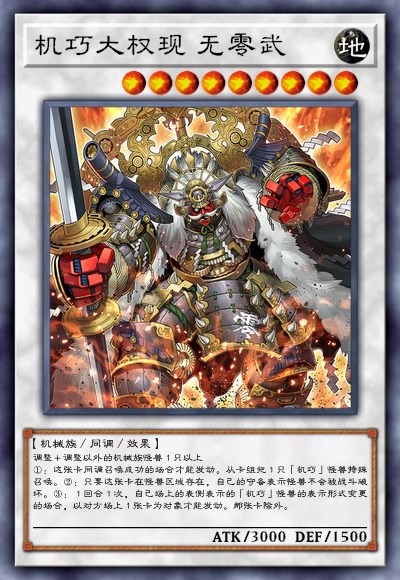 机巧大权现 无零武
地
【机械族／同调／效果】
调整＋调整以外的机械族怪兽1只以上
①：这张卡同调召唤成功的场合才能发动。从卡组把1只「机巧」怪兽特殊
召唤。②：只要这张卡在怪兽区域存在，自己的守备表示怪兽不会被战斗破
坏。③：1回合1次，自己场上的表侧表示的「机巧」怪兽的表示形式变更
的场合，以对方场上1张卡为对象才能发动。那张卡除外。
ATK/3000 DEF/1500